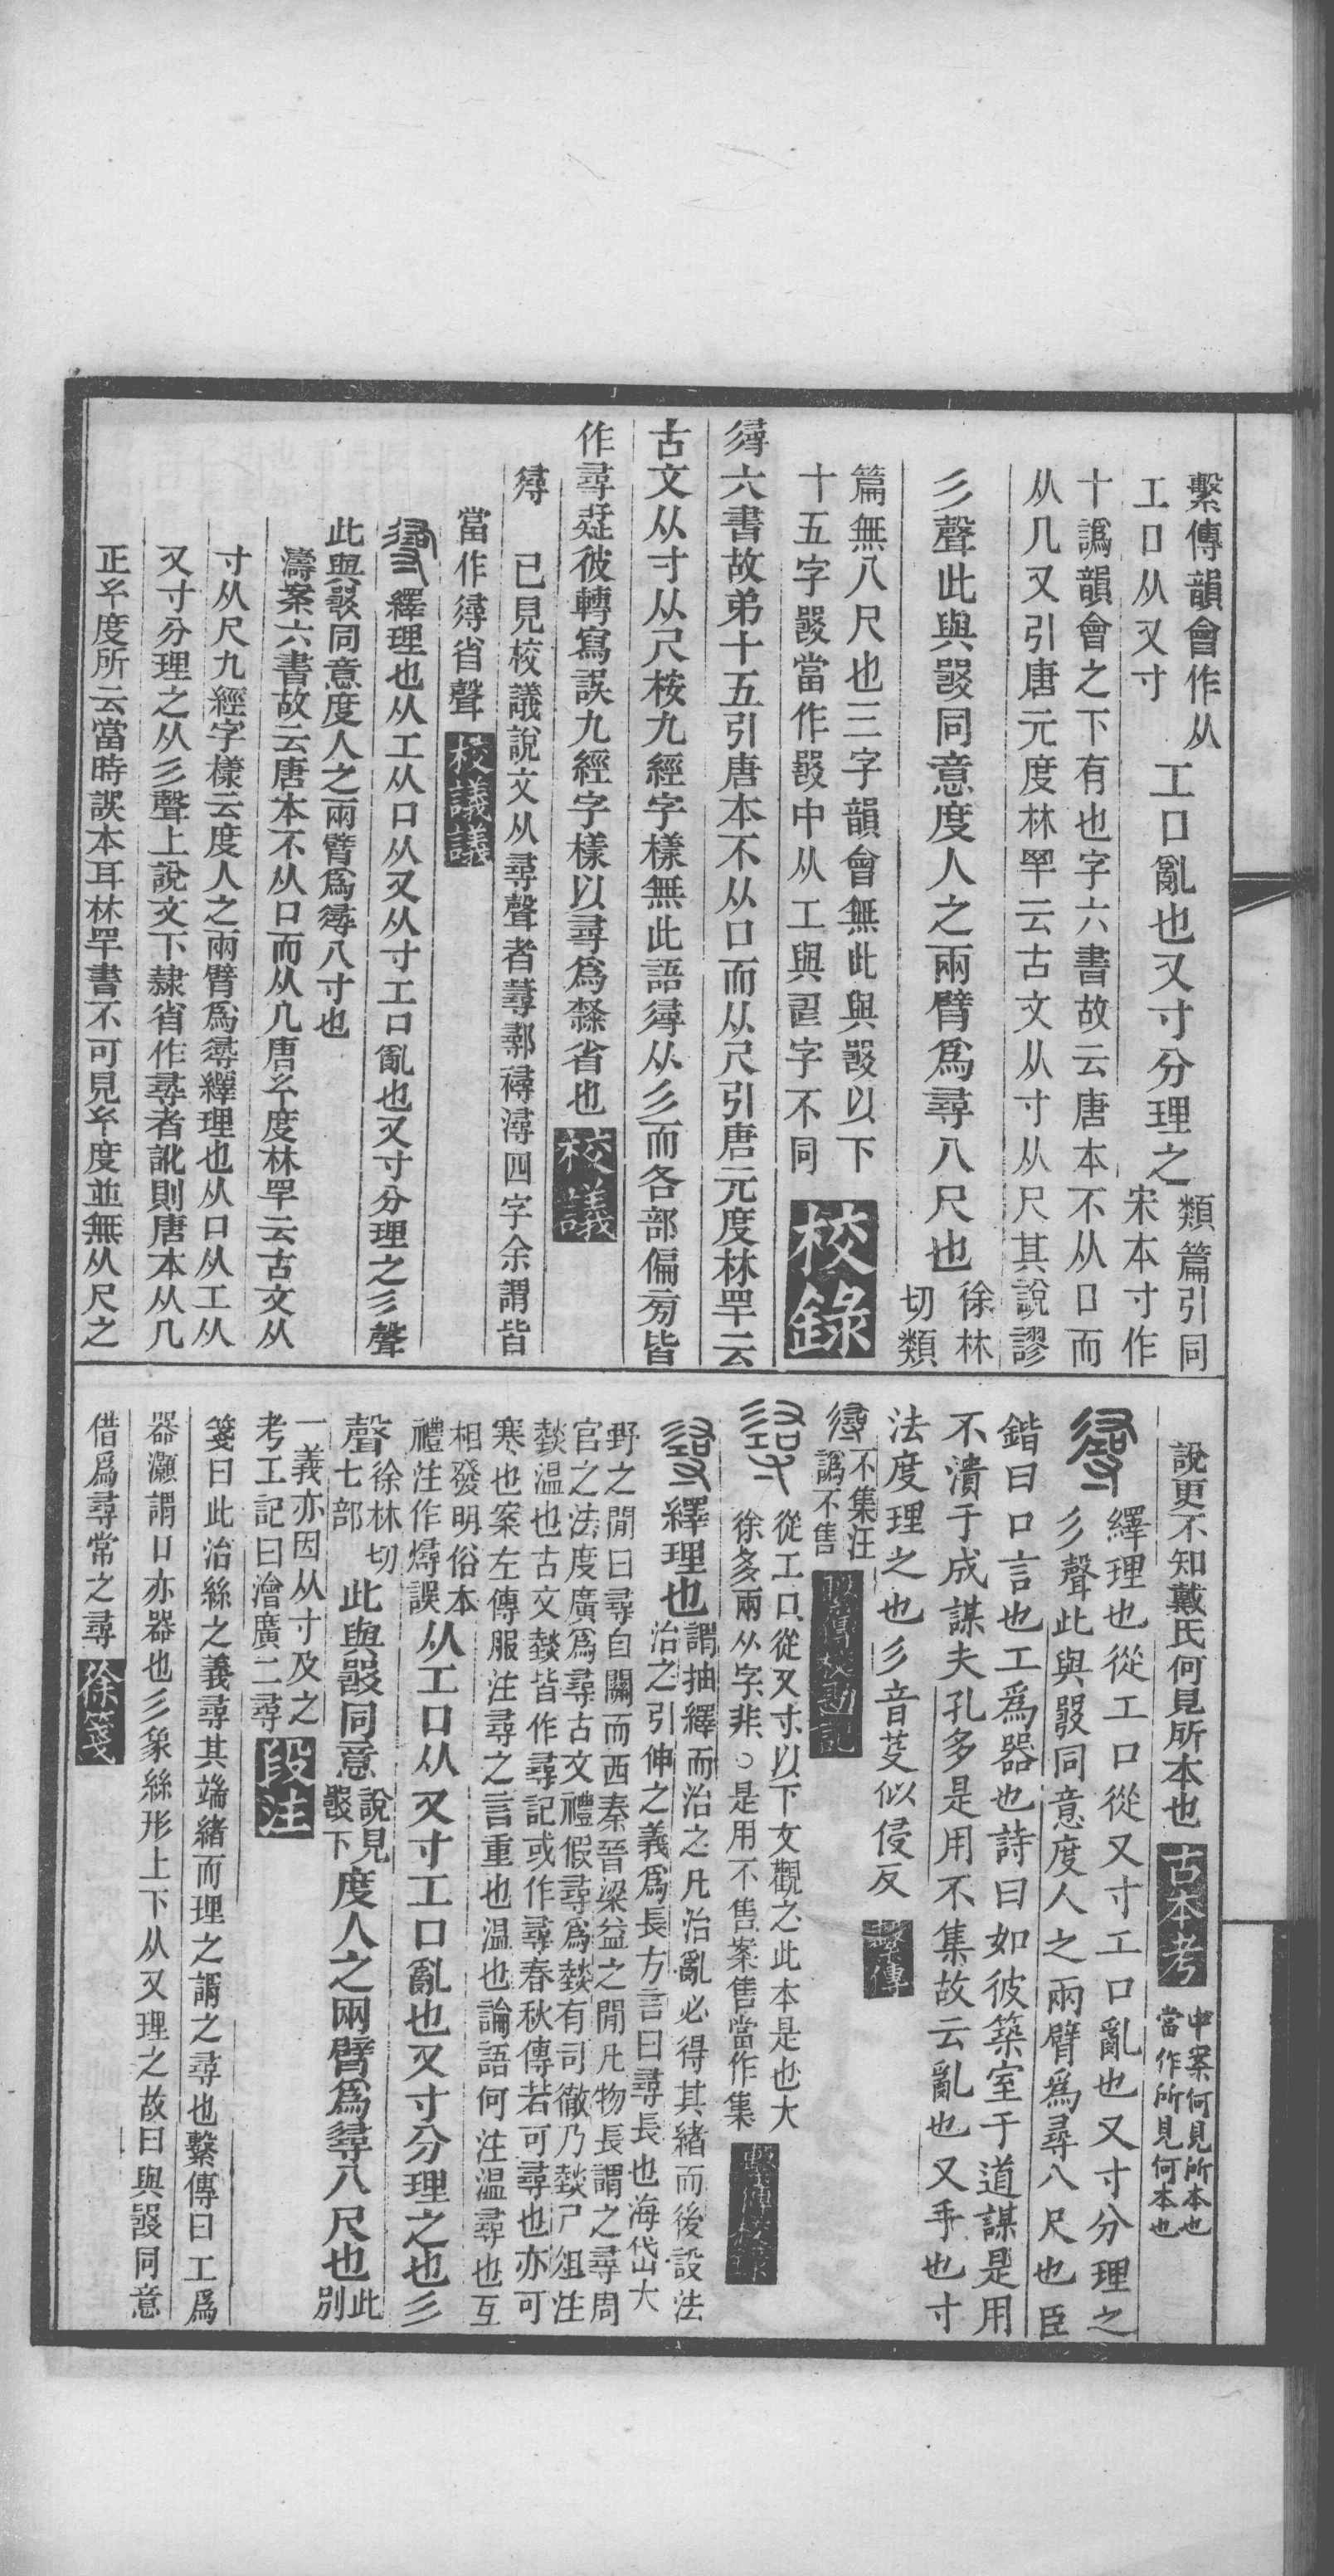 繫傳韻會作从
工口从又寸
工口亂也又寸分理之
類篇引同
宋本寸作
十譌韻會之下有也字六書故云唐本不从口而
从几又引唐元度林罕云古文从寸从尺其說謬
彡聲此與𤕦同意度人之兩臂爲尋八尺也
徐林
切類
篇無八尺也三字韻會無此與𤕦以下
十五字𤕦當作𤕦中从工與𠱠字不同
校錄
𢒫六書故弟十五引唐本不从口而从尺引唐元度林罕云
古文从寸从尺桉九經字樣無此語𢒫从彡而各部偏㫄皆
作尋疑彼轉寫誤九經字樣以尋爲𢒫省也
校議
𢒫 已見校議說文从尋聲者蕁鄩襑潯四字余謂皆
當作𢒫省聲
校議議
繹理也从工从口从又从寸工口亂也又寸分理之彡聲
此與𤕦同意度人之兩臂爲𢒫八寸也
濤案六書故云唐本不从口而从几唐𤣥度林罕云古文从
寸从尺九經字樣云度人之兩臂爲𢒫繹理也从口从工从
又寸分理之从彡聲上說文下隷省作尋者訛則唐本从几
正𤣥度所云當時誤本耳林罕書不可見𤣥度並無从尺之
說更不知戴氏何見所本也
古本考
中案何見所本也
當作所見何本也
繹理也從工口從又寸工口亂也又寸分理之
彡聲此與𤕦同意度人之兩臂爲尋八尺也臣
鍇曰口言也工爲器也詩曰如彼築室于道謀是用
不潰于成謀夫孔多是用不集故云亂也又手也寸
法度理之也彡音芟似侵反
繫傳
𢒫
不集汪
譌不售
繫傳校勘記
從工口從又寸以下文觀之此本是也大
徐多兩从字非○是用不售案售當作集
繫傳校錄
繹理也
謂抽繹而治之凡治亂必得其緒而後設法
治之引伸之義爲長方言曰尋長也海岱大
野之閒曰尋自關而西秦晉梁益之閒凡物長謂之尋周
官之法度廣爲尋古文禮假尋爲燅有司徹乃燅尸俎注
燅温也古文燅皆作尋記或作尋春秋傳若可尋也亦可
寒也案左傳服注尋之言重也温也論語何注温尋也互
相發明俗本
禮注作燖誤
从工口从又寸工口亂也又寸分理之也彡
聲
徐林切
七部
此與𤕦同意
說見
𤕦下
度人之兩臂爲尋八尺也
此
別
一義亦因从寸及之
考工記曰澮廣二尋
段注
箋曰此治絲之義尋其端緒而理之謂之尋也繫傳曰工爲
器灝謂口亦器也彡象絲形上下从又理之故曰與𤕦同意
借爲尋常之尋
徐箋